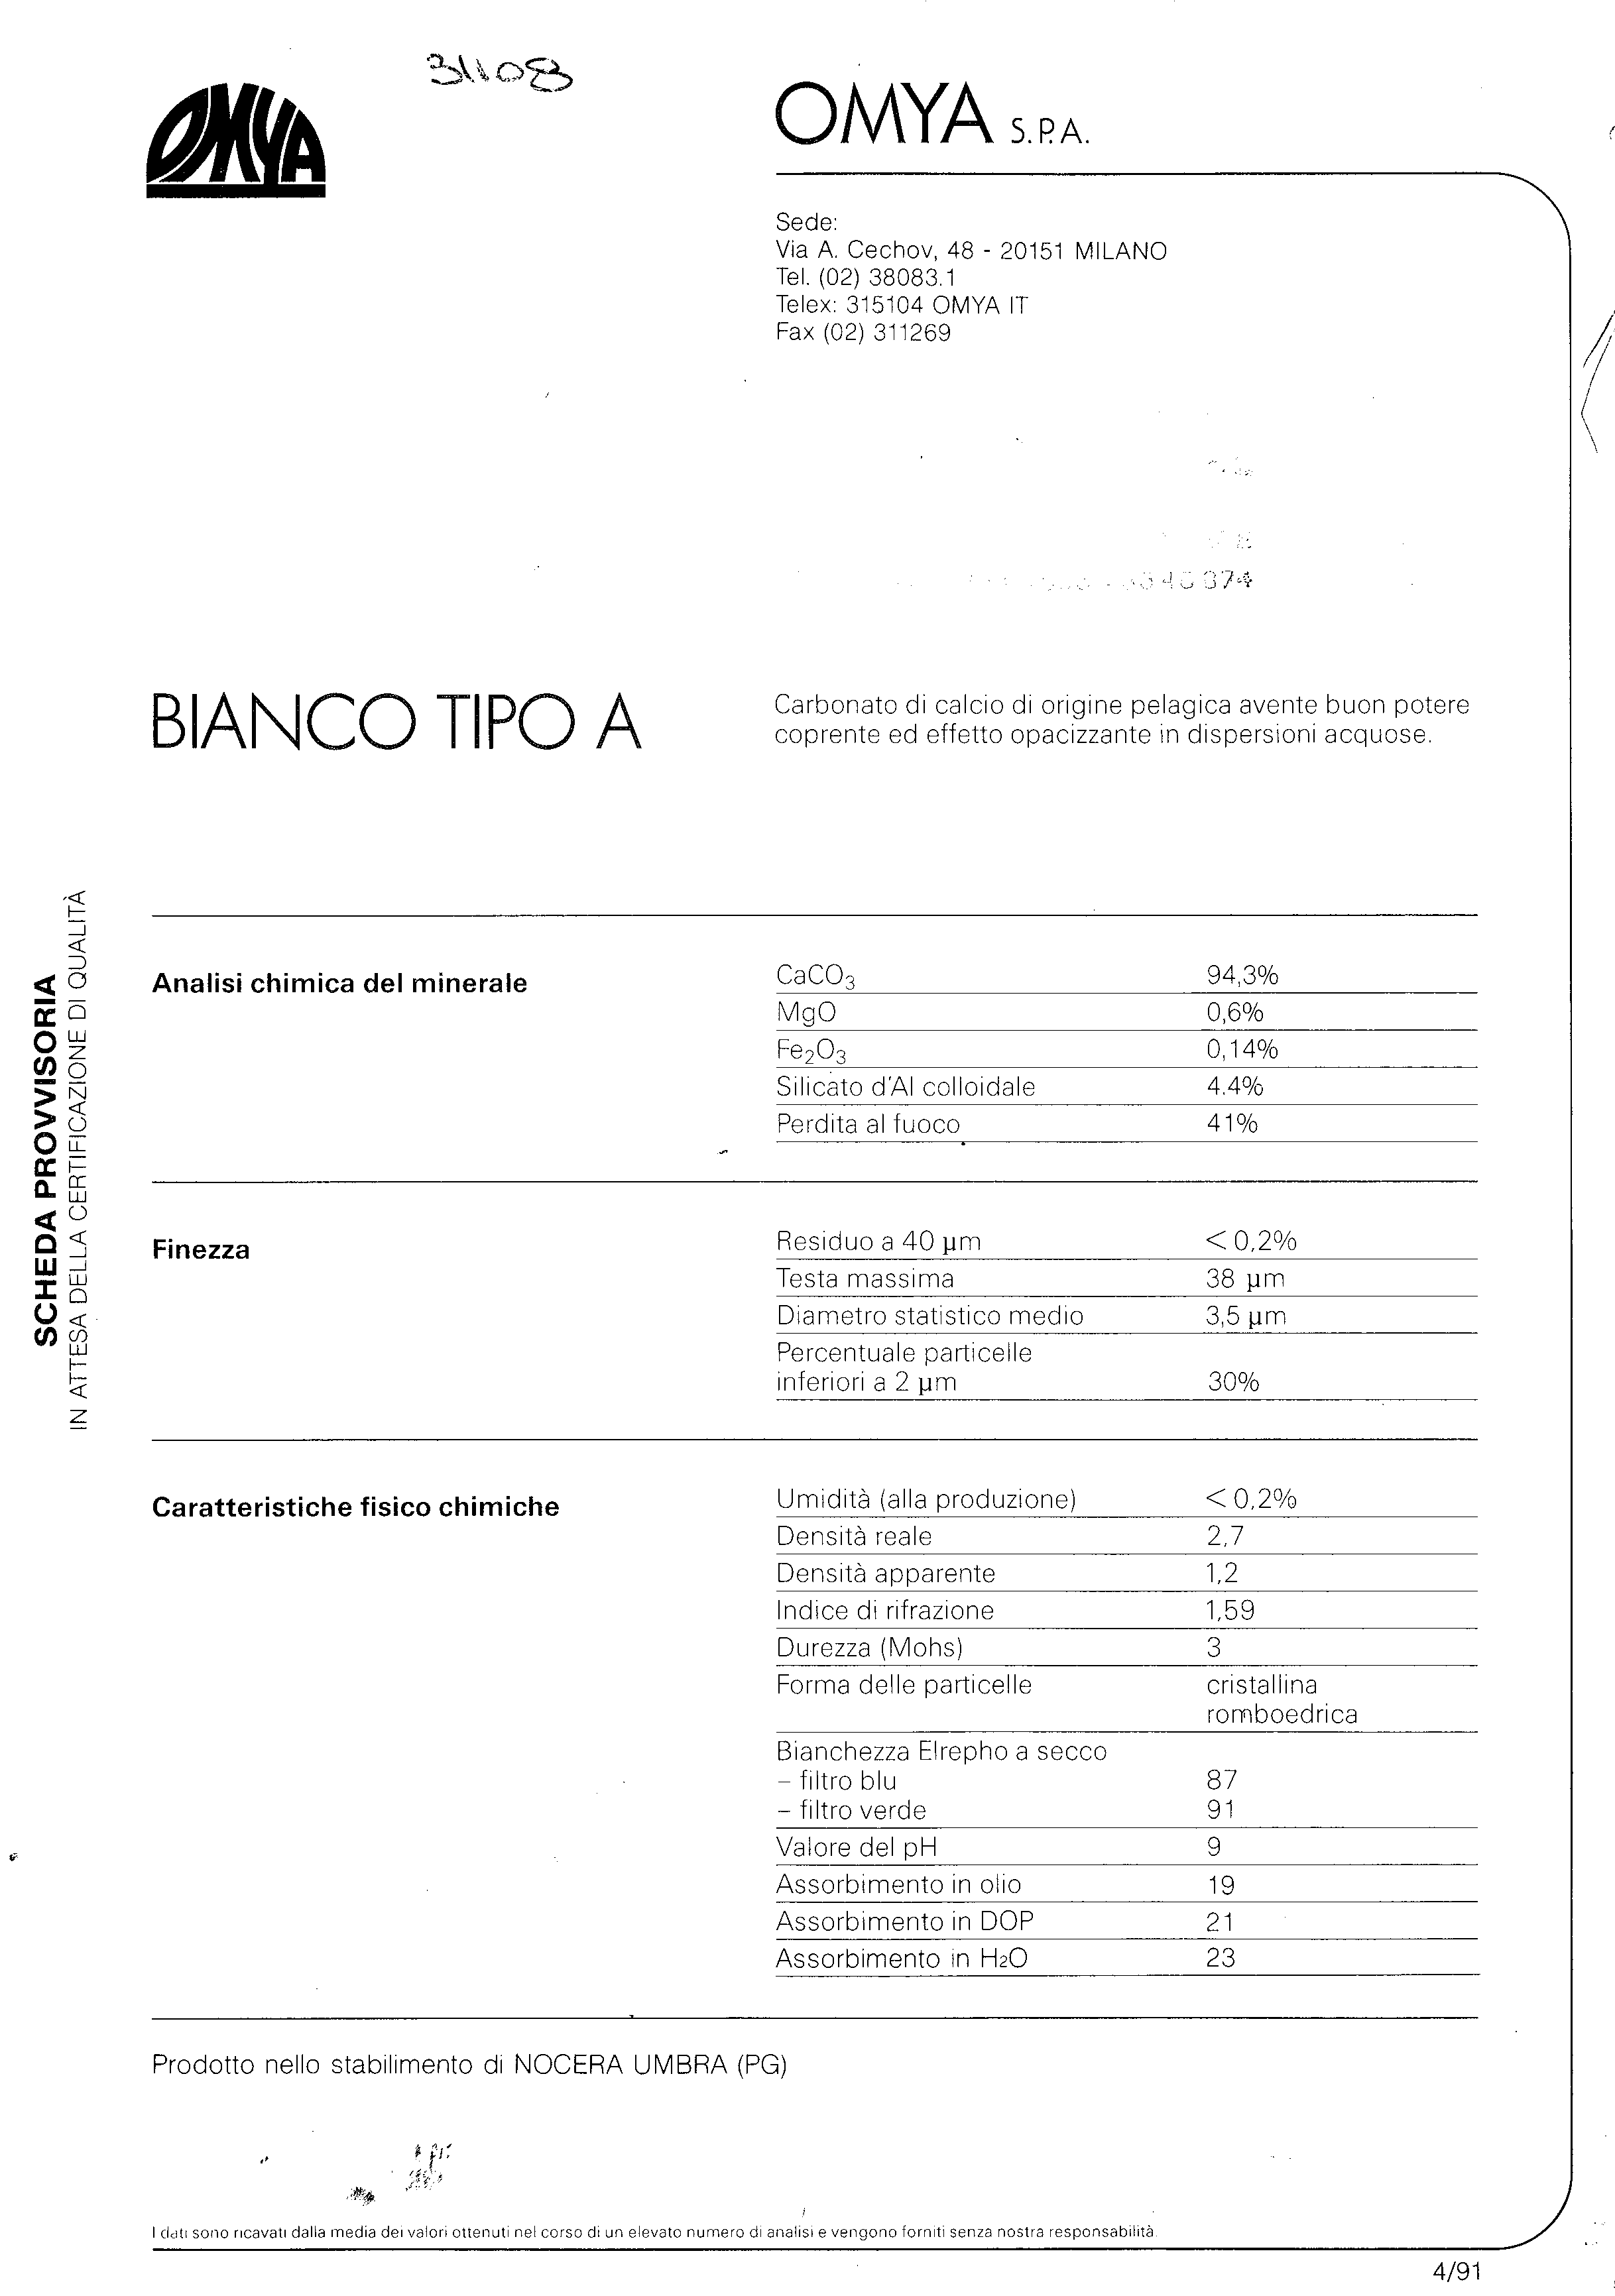 31108
OMYA
OMYA S.P.A.
Sede:
Via A. Cechov, 48 - 20151 MILANO
Tel. (02) 38083.1
Telex: 315104 OMYA IT
Fax (02) 311269
BIANCO TIPO A
Carbonato di calcio di origine pelagica avente buon potere
coprente ed effetto opacizzante in dispersioni acquose.
SCHEDA PROVVISORIA
IN ATTESA DELLA CERTIFICAZIONE DI QUALITÀ
Analisi chimica del minerale
CaCO₃ 94,3%
MgO 0,6%
Fe₂O₃ 0,14%
Silicato d'Al colloidale 4.4%
Perdita al fuoco 41%
Finezza
Residuo a 40 µm < 0,2%
Testa massima 38 µm
Diametro statistico medio 3,5 µm
Percentuale particelle
inferiori a 2 µm 30%
Caratteristiche fisico chimiche
Umidità (alla produzione) < 0,2%
Densità reale 2,7
Densità apparente 1,2
Indice di rifrazione 1,59
Durezza (Mohs) 3
Forma delle particelle cristallina
romboedrica
Bianchezza Elrepho a secco
– filtro blu 87
– filtro verde 91
Valore del pH 9
Assorbimento in olio 19
Assorbimento in DOP 21
Assorbimento in H₂O 23
Prodotto nello stabilimento di NOCERA UMBRA (PG)
I dati sono ricavati dalla media dei valori ottenuti nel corso di un elevato numero di analisi e vengono forniti senza nostra responsabilità.
4/91